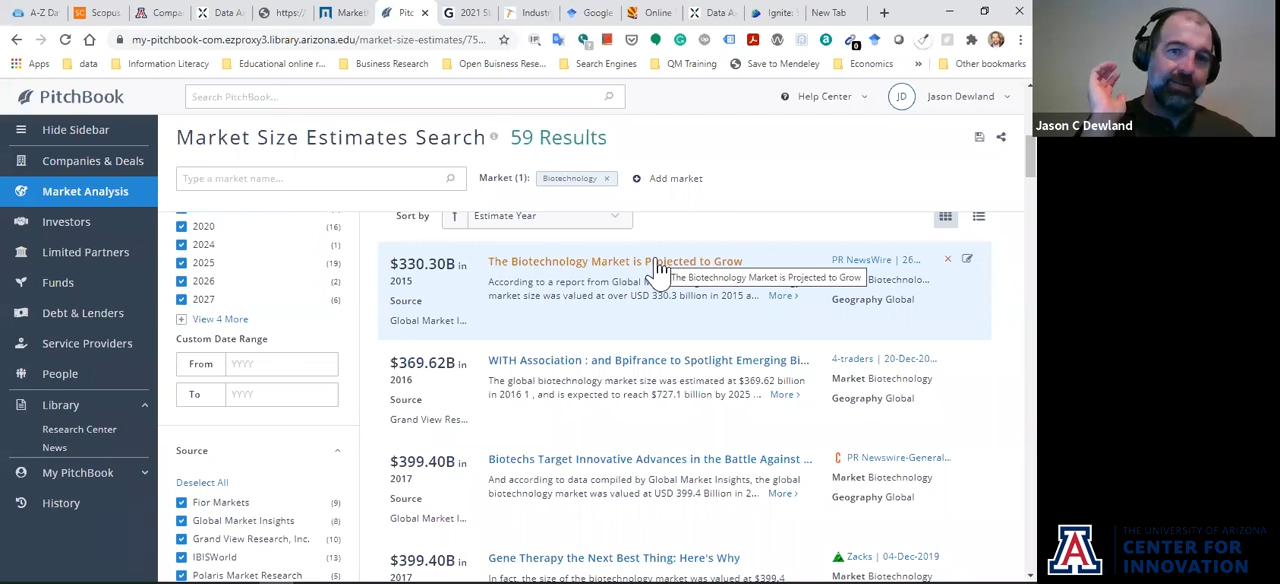 A-Z Da
Scopus
Compa
Data A
https:/
Market
Pitc
2021 S
Industr
Google
Online
Data A
Ignite:
New Tab
my-pitchbook-com.ezproxy3.library.arizona.edu/market-size-estimates/75...
Apps
data
Information Literacy
Educational online r...
Business Research
Open Business Rese...
Search Engines
QM Training
Save to Mendeley
Economics
»
Other bookmarks
PitchBook
Search PitchBook...
Help Center
JD
Jason Dewland
Jason C Dewland
Hide Sidebar
Companies & Deals
Market Analysis
Investors
Limited Partners
Funds
Debt & Lenders
Service Providers
People
Library
Research Center
News
My PitchBook
History
Market Size Estimates Search 59 Results
Type a market name...
Market (1):
Biotechnology ×
Add market
2020 (16)
2024 (1)
2025 (19)
2026 (2)
2027 (6)
View 4 More
Custom Date Range
From YYYY
To YYYY
Source
Deselect All
Fior Markets (9)
Global Market Insights (8)
Grand View Research, Inc. (10)
IBISWorld (13)
Polaris Market Research (5)
Sort by
Estimate Year
$330.30B in
2015
Source
Global Market I...
The Biotechnology Market is Projected to Grow
The Biotechnology Market is Projected to Grow
According to a report from Global M
market size was valued at over USD 330.3 billion in 2015 a... More ›
PR NewsWire | 26...
Biotechnolo...
Geography Global
$369.62B in
2016
Source
Grand View Res...
WITH Association : and Bpifrance to Spotlight Emerging Bi...
The global biotechnology market size was estimated at $369.62 billion
in 2016 1 , and is expected to reach $727.1 billion by 2025 ... More ›
4-traders | 20-Dec-20...
Market Biotechnology
Geography Global
$399.40B in
2017
Source
Global Market I...
Biotechs Target Innovative Advances in the Battle Against ...
And according to data compiled by Global Market Insights, the global
biotechnology market was valued at USD 399.4 Billion in 2... More ›
PR Newswire-General...
Market Biotechnology
Geography Global
$399.40B in
2017
Gene Therapy the Next Best Thing: Here's Why
In fact, the size of the biotechnology market was valued at $399.4
Zacks | 04-Dec-2019
Market Biotechnology
THE UNIVERSITY OF ARIZONA
CENTER FOR
INNOVATION